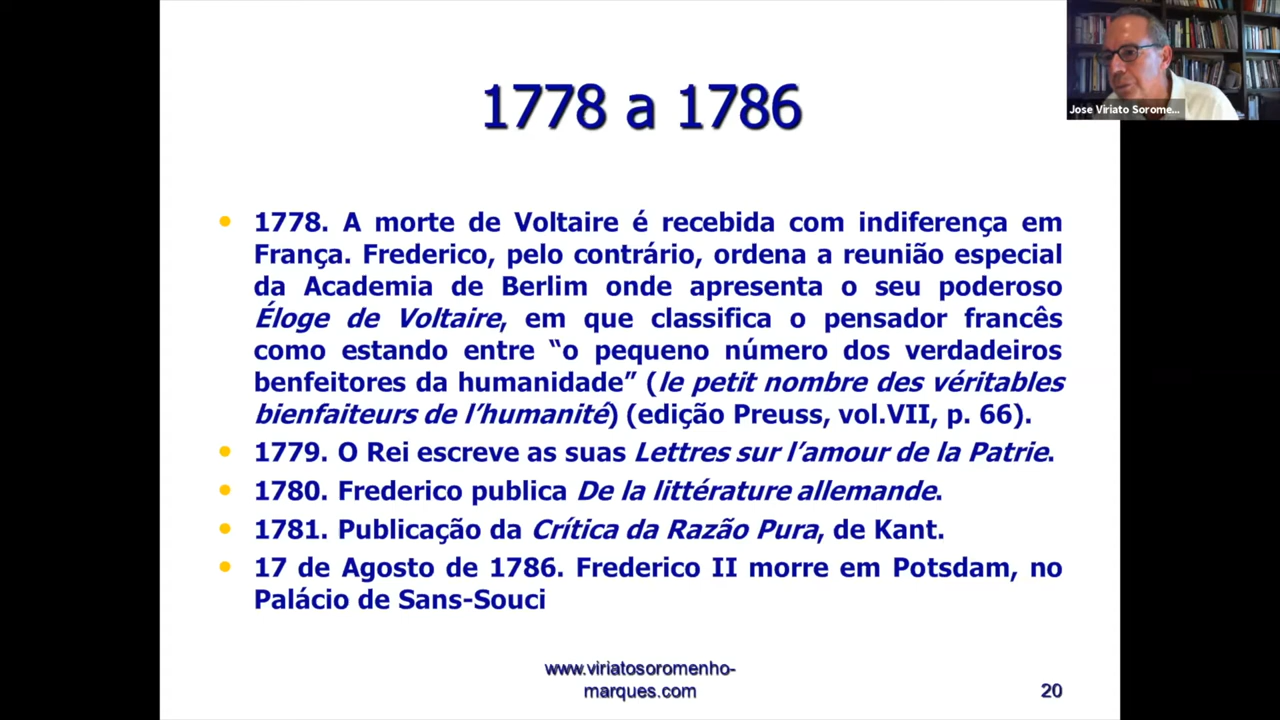 1778 a 1786
Jose Viriato Sorome...
• 1778. A morte de Voltaire é recebida com indiferença em
França. Frederico, pelo contrário, ordena a reunião especial
da Academia de Berlim onde apresenta o seu poderoso
Éloge de Voltaire, em que classifica o pensador francês
como estando entre “o pequeno número dos verdadeiros
benfeitores da humanidade” (le petit nombre des véritables
bienfaiteurs de l’humanité) (edição Preuss, vol.VII, p. 66).
• 1779. O Rei escreve as suas Lettres sur l’amour de la Patrie.
• 1780. Frederico publica De la littérature allemande.
• 1781. Publicação da Crítica da Razão Pura, de Kant.
• 17 de Agosto de 1786. Frederico II morre em Potsdam, no
Palácio de Sans-Souci
www.viriatosoromenho-
marques.com
20